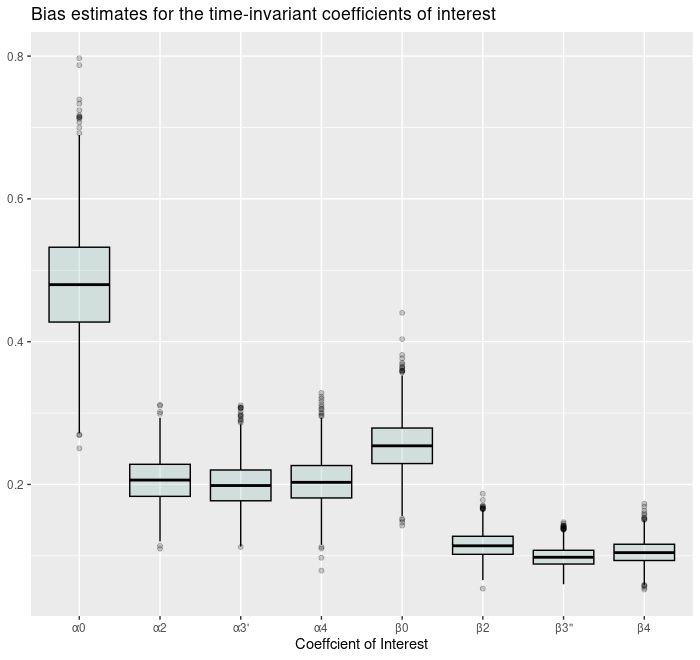 Bias estimates for the time-invariant coefficients of interest
0.8
0.6
0.4
0.2
α0 α2 α3' α4 β0 β2 β3" β4
Coeffcient of Interest